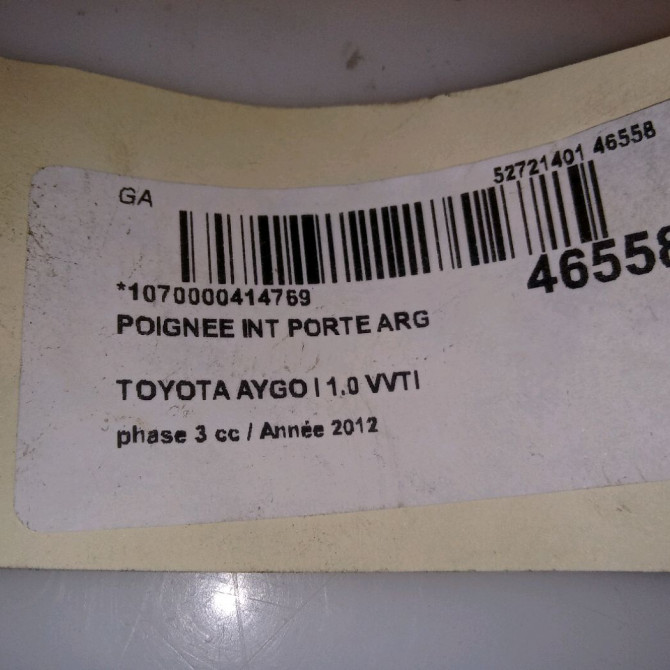 52721401 46558
GA
46558
*1070000414769
POIGNEE INT PORTE ARG
TOYOTA AYGO I 1.0 VVTI
phase 3 cc / Année 2012